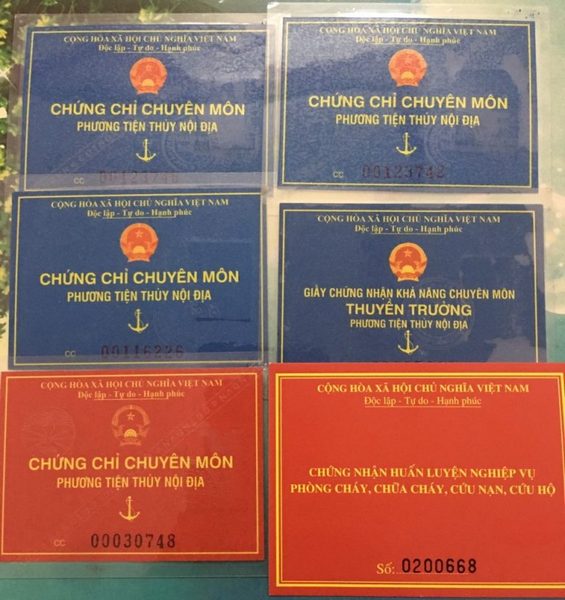 CỘNG HÒA XÃ HỘI CHỦ NGHĨA VIỆT NAM
Độc lập - Tự do - Hạnh phúc
CHỨNG CHỈ CHUYÊN MÔN
PHƯƠNG TIỆN THỦY NỘI ĐỊA
CC
CỘNG HÒA XÃ HỘI CHỦ NGHĨA VIỆT NAM
Độc lập - Tự do - Hạnh phúc
CHỨNG CHỈ CHUYÊN MÔN
PHƯƠNG TIỆN THỦY NỘI ĐỊA
CC 00123742
CỘNG HÒA XÃ HỘI CHỦ NGHĨA VIỆT NAM
Độc lập - Tự do - Hạnh phúc
CHỨNG CHỈ CHUYÊN MÔN
PHƯƠNG TIỆN THỦY NỘI ĐỊA
CC
CỘNG HÒA XÃ HỘI CHỦ NGHĨA VIỆT NAM
Độc lập - Tự do - Hạnh phúc
GIẤY CHỨNG NHẬN KHẢ NĂNG CHUYÊN MÔN
THUYỀN TRƯỞNG
PHƯƠNG TIỆN THỦY NỘI ĐỊA
CỘNG HÒA XÃ HỘI CHỦ NGHĨA VIỆT NAM
Độc lập - Tự do - Hạnh phúc
CHỨNG CHỈ CHUYÊN MÔN
PHƯƠNG TIỆN THỦY NỘI ĐỊA
CC 00030748
CỘNG HÒA XÃ HỘI CHỦ NGHĨA VIỆT NAM
Độc lập - Tự do - Hạnh phúc
CHỨNG NHẬN HUẤN LUYỆN NGHIỆP VỤ
PHÒNG CHÁY, CHỮA CHÁY, CỨU NẠN, CỨU HỘ
Số: 0200668